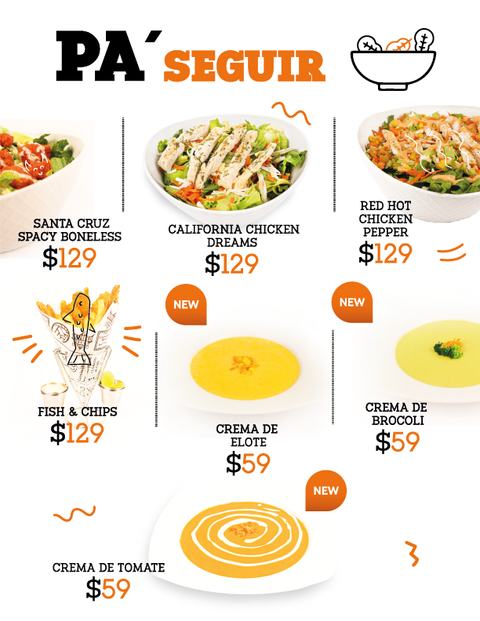 PA´ SEGUIR
SANTA CRUZ
SPACY BONELESS
$129
CALIFORNIA CHICKEN
DREAMS
$129
RED HOT
CHICKEN
PEPPER
$129
FISH & CHIPS
$129
NEW
CREMA DE
ELOTE
$59
NEW
CREMA DE
BROCOLI
$59
NEW
CREMA DE TOMATE
$59